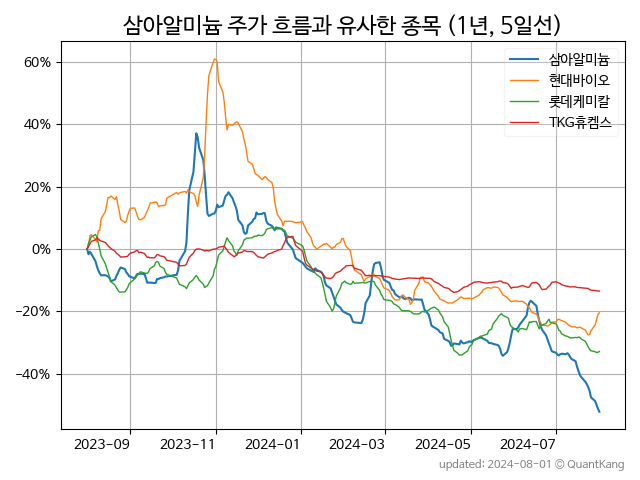 삼아알미늄 주가 흐름과 유사한 종목 (1년, 5일선)
삼아알미늄
현대바이오
롯데케미칼
TKG휴켐스
60%
40%
20%
0%
−20%
−40%
2023-09
2023-11
2024-01
2024-03
2024-05
2024-07
updated: 2024-08-01 © QuantKang